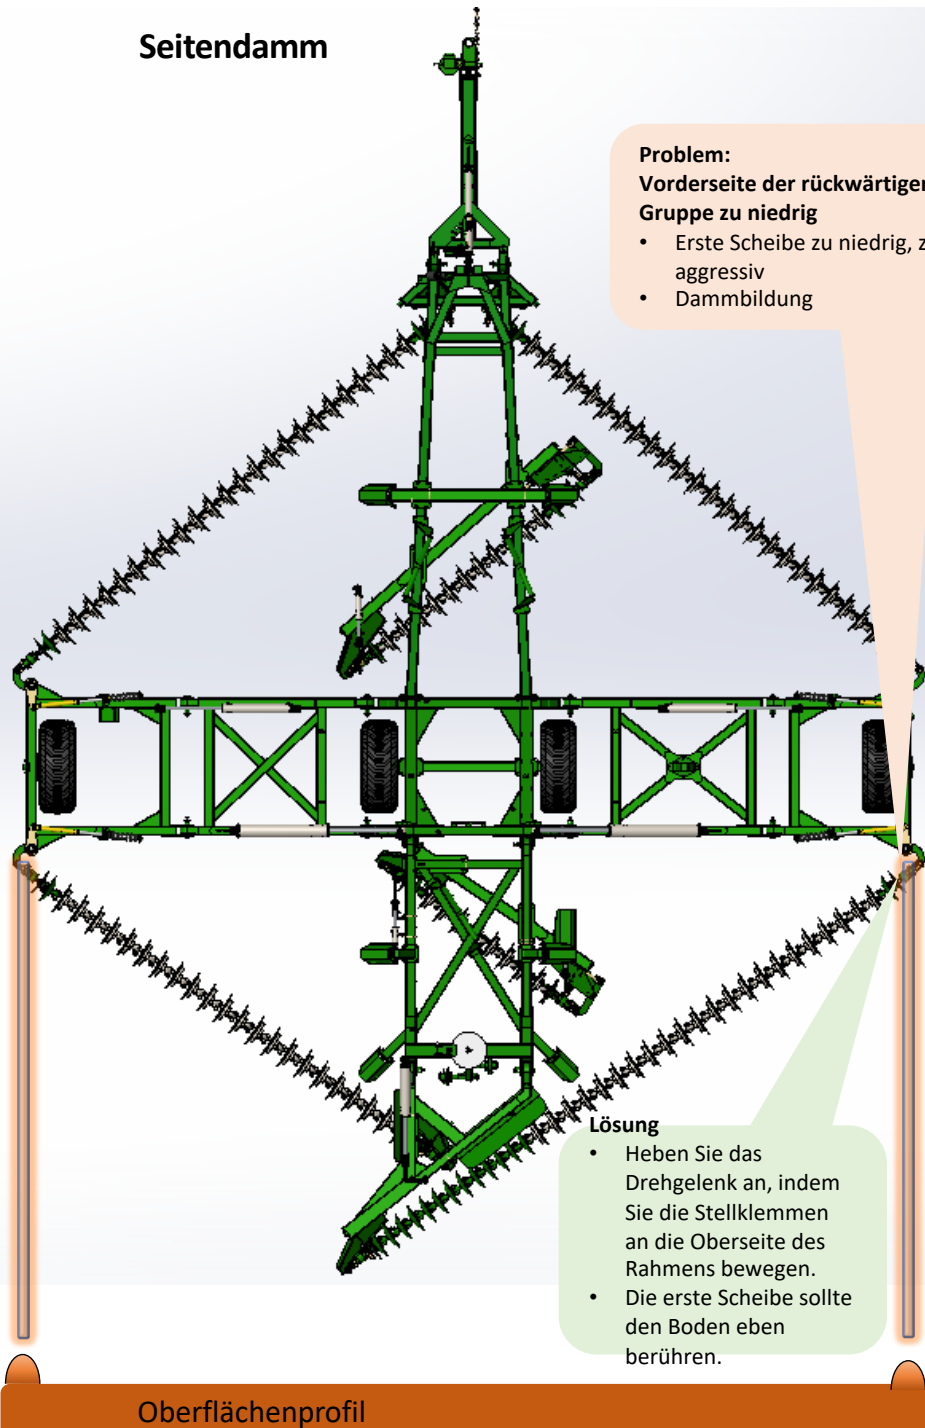 Seitendamm
Problem:
Vorderseite der rückwärtigen
Gruppe zu niedrig
• Erste Scheibe zu niedrig, z
aggressiv
• Dammbildung
Lösung
• Heben Sie das
Drehgelenk an, indem
Sie die Stellklemmen
an die Oberseite des
Rahmens bewegen.
• Die erste Scheibe sollte
den Boden eben
berühren.
Oberflächenprofil